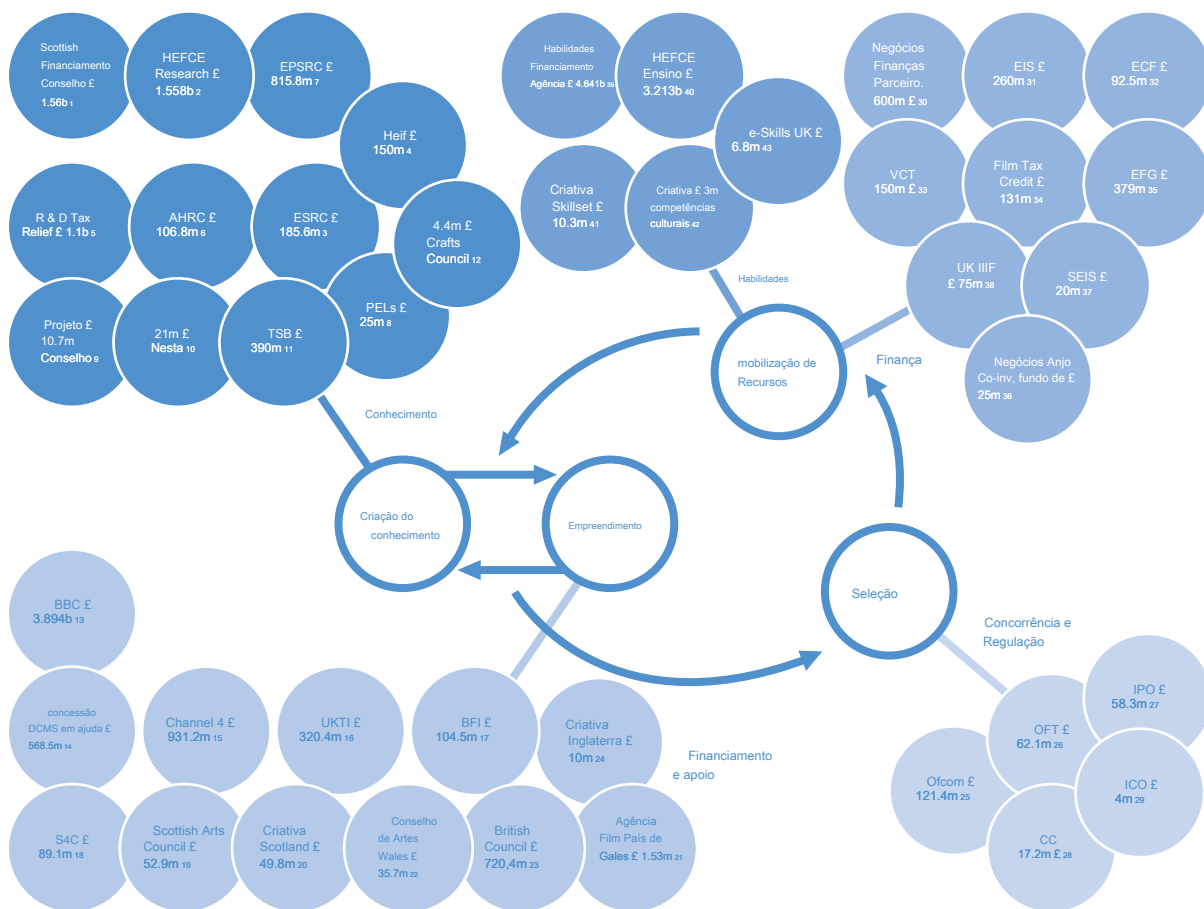 Scottish
Financiamento
Conselho £
1.56b 1
HEFCE
Research £
1.558b 2
EPSRC £
815.8m 7
Heif £
150m 4
R & D Tax
Relief £ 1.1b 5
AHRC £
106.8m 6
ESRC £
185.6m 3
4.4m £
Crafts
Council 12
Projeto £
10.7m
Conselho 9
21m £
Nesta 10
TSB £
390m 11
PELs £
25m 8
Conhecimento
Habilidades
Financiamento
Agência £ 4.641b 39
HEFCE
Ensino £
3.213b 40
e-Skills UK £
6.8m 43
Criativa
Skillset £
10.3m 41
Criativa £ 3m
competências
culturais 42
Habilidades
Negócios
Finanças
Parceiro.
600m £ 30
EIS £
260m 31
ECF £
92.5m 32
VCT
150m £ 33
Film Tax
Credit £
131m 34
EFG £
379m 35
UK IIIF
£ 75m 38
SEIS £
20m 37
Negócios Anjo
Co-inv, fundo de £
25m 36
Finança
mobilização de
Recursos
Criação do
conhecimento
Empreendimento
Seleção
Concorrência e
Regulação
BBC £
3.894b 13
concessão
DCMS em ajuda £
568.5m 14
Channel 4 £
931.2m 15
UKTI £
320.4m 16
BFI £
104.5m 17
Criativa
Inglaterra £
10m 24
Financiamento
e apoio
S4C £
89.1m 18
Scottish Arts
Council £
52.9m 19
Criativa
Scotland £
49.8m 20
Conselho
de Artes
Wales £
35.7m 22
British
Council £
720,4m 23
Agência
Film País de
Gales £ 1.53m 21
IPO £
58.3m 27
OFT £
62.1m 26
Ofcom £
121.4m 25
ICO £
4m 29
CC
17.2m £ 28